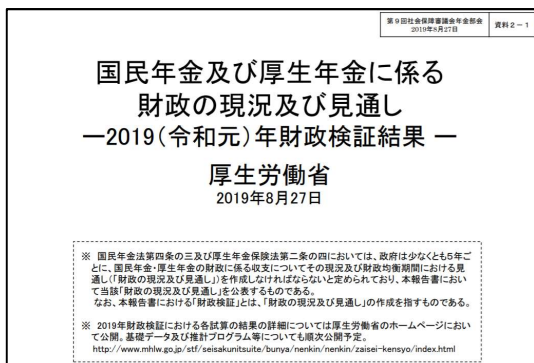 第9回社会保障審議会年金部会
2019年8月27日
資料2－1
国民年金及び厚生年金に係る
財政の現況及び見通し
ー2019(令和元)年財政検証結果 ー
厚生労働省
2019年8月27日
※ 国民年金法第四条の三及び厚生年金保険法第二条の四においては、政府は少なくとも5年ご
とに、国民年金・厚生年金の財政に係る収支についてその現況及び財政均衡期間における見
通し(「財政の現況及び見通し」)を作成しなければならないと定められており、本報告書におい
て当該「財政の現況及び見通し」を公表するものである。
なお、本報告書における「財政検証」とは、「財政の現況及び見通し」の作成を指すものである。
※ 2019年財政検証における各試算の結果の詳細については厚生労働省のホームページにおい
て公開。基礎データ及び推計プログラム等についても順次公開予定。
http://www.mhlw.go.jp/stf/seisakunitsuite/bunya/nenkin/nenkin/zaisei-kensyo/index.html